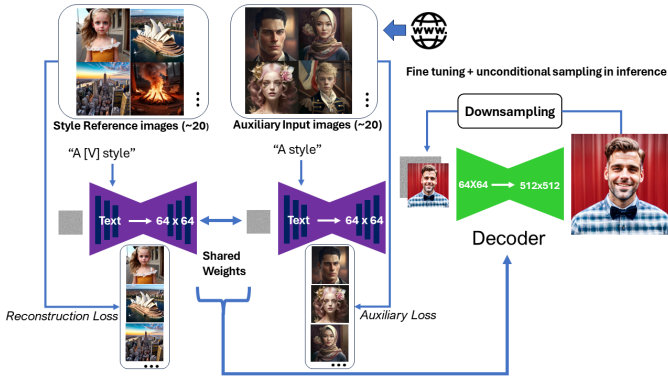 WWW.
Fine tuning + unconditional sampling in inference
Downsampling
Style Reference images (~20)
Auxiliary Input images (~20)
"A [V] style"
"A style"
64X64 → 512x512
Text → 64 x 64
Text → 64 x 64
Decoder
Shared
Weights
Reconstruction Loss
Auxiliary Loss